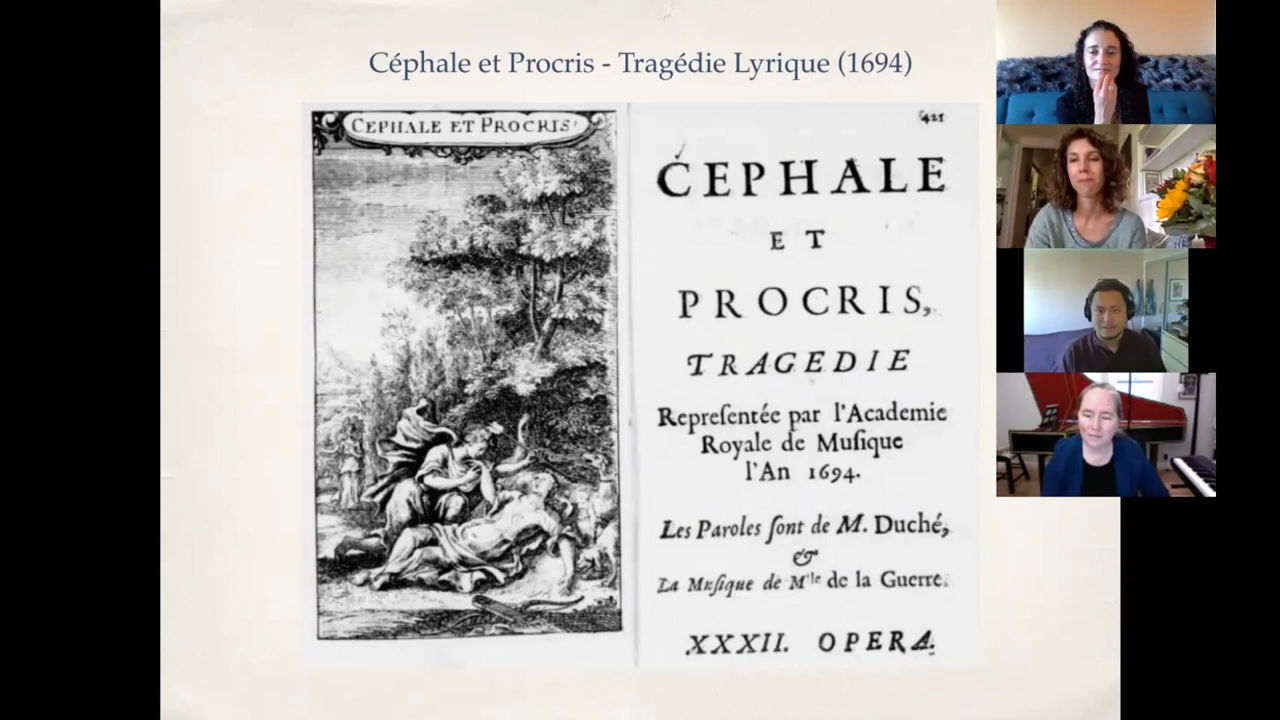 Céphale et Procris - Tragédie Lyrique (1694)
CEPHALE ET PROCRIS
421
CEPHALE
ET
PROCRIS,
TRAGEDIE
Repreſentée par l'Academie
Royale de Muſique
l'An 1694.
Les Paroles ſont de M. Duché,
&
La Muſique de Mlle de la Guerre.
XXXII. OPERA.